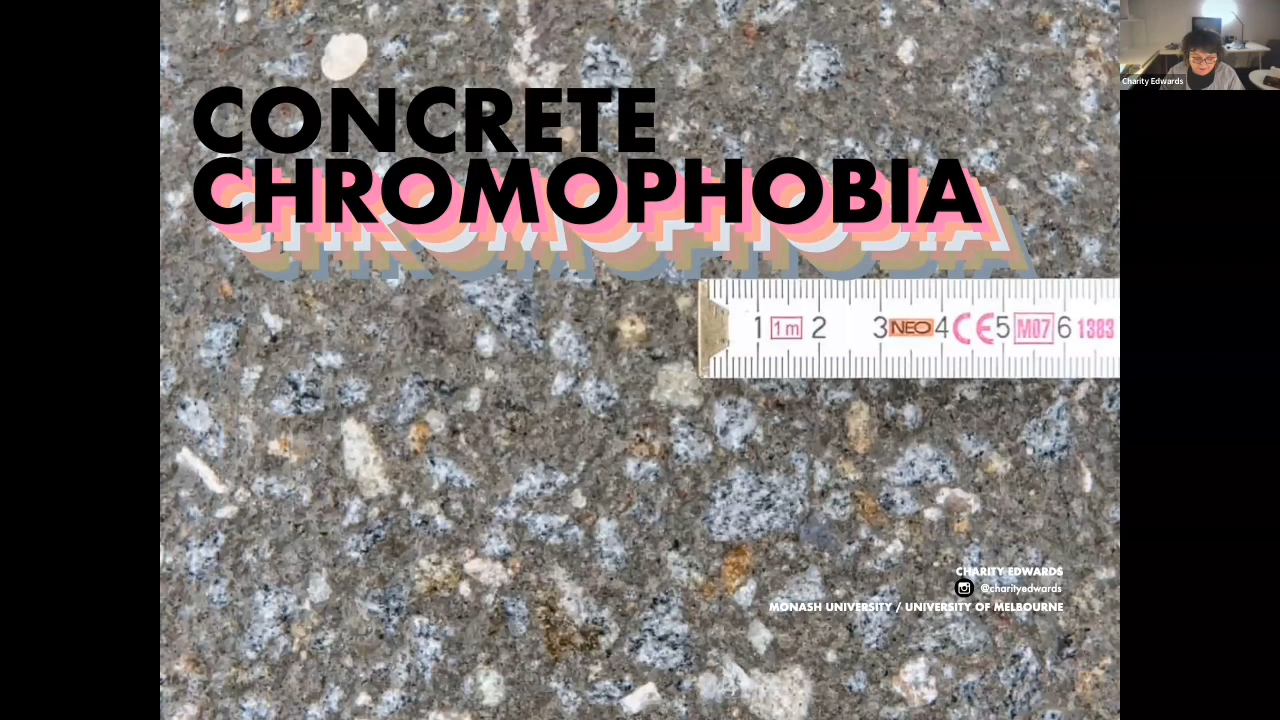 CONCRETE
CHROMOPHOBIA
1 1m 2 3 NEO 4 CE 5 M07 6 1383
CHARITY EDWARDS
@charityedwards
MONASH UNIVERSITY / UNIVERSITY OF MELBOURNE
Charity Edwards